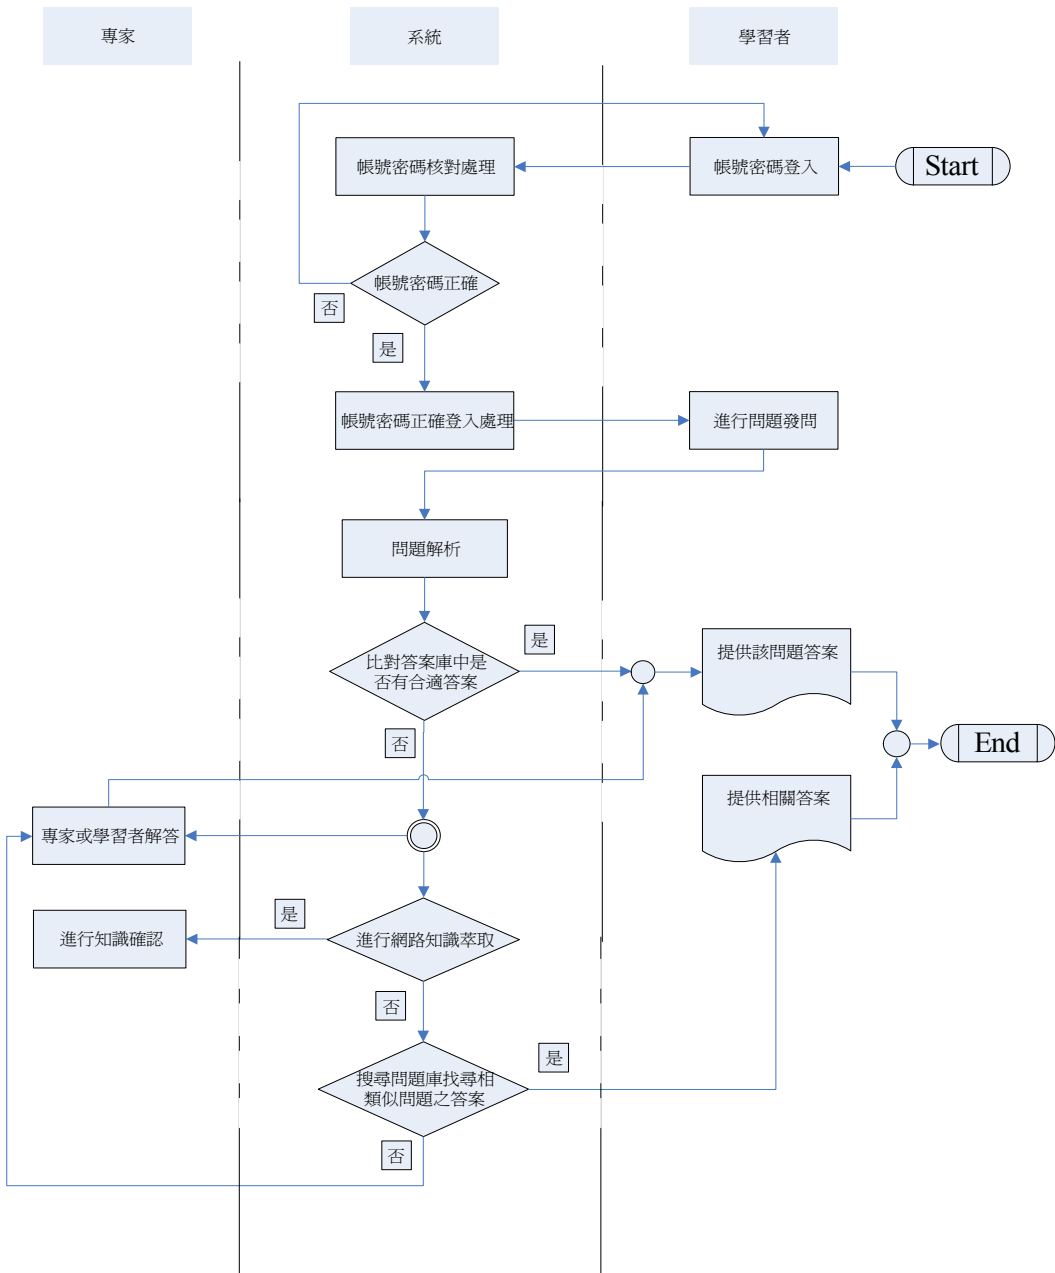 專家
系統
學習者
帳號密碼核對處理
帳號密碼登入
Start
帳號密碼正確
否
是
帳號密碼正確登入處理
進行問題發問
問題解析
比對答案庫中是
否有合適答案
是
提供該問題答案
否
End
提供相關答案
專家或學習者解答
是
進行知識確認
進行網路知識萃取
否
搜尋問題庫找尋相
類似問題之答案
是
否